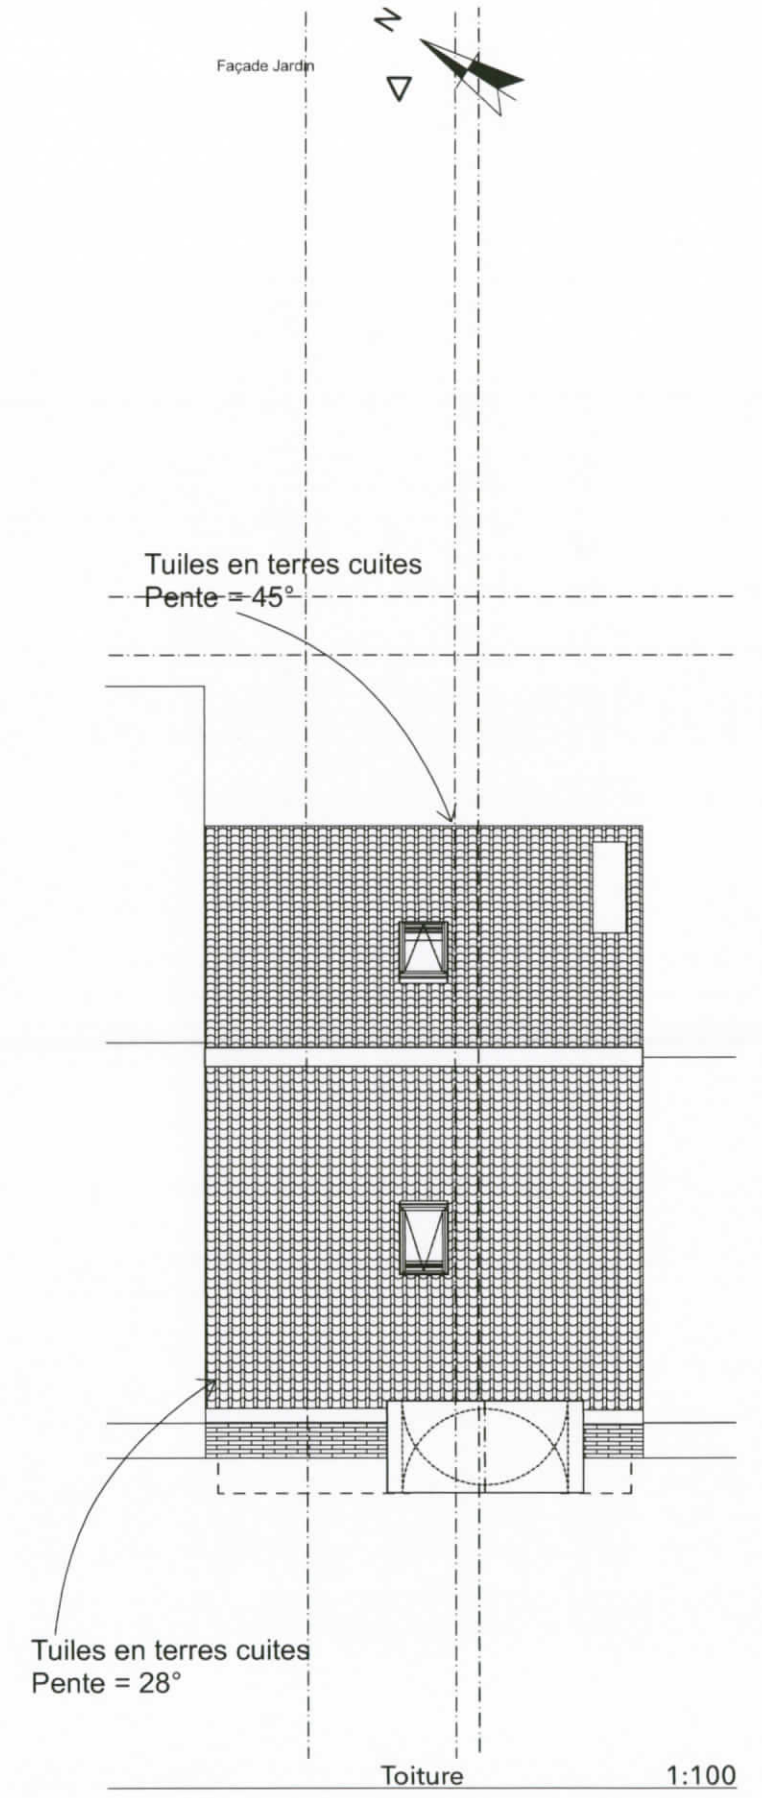 N
Façade Jardin
Tuiles en terres cuites
Pente = 45°
Tuiles en terres cuites
Pente = 28°
Toiture 1:100